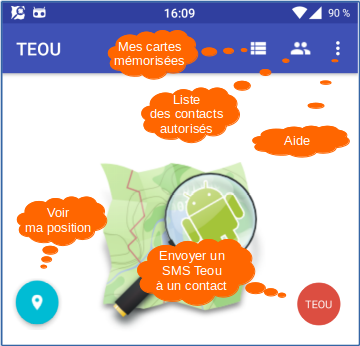 16:09
90 %
TEOU
Mes cartes
mémorisées
Liste
des contacts
autorisés
Aide
Voir
ma position
Envoyer un
SMS Teou
à un contact
TEOU